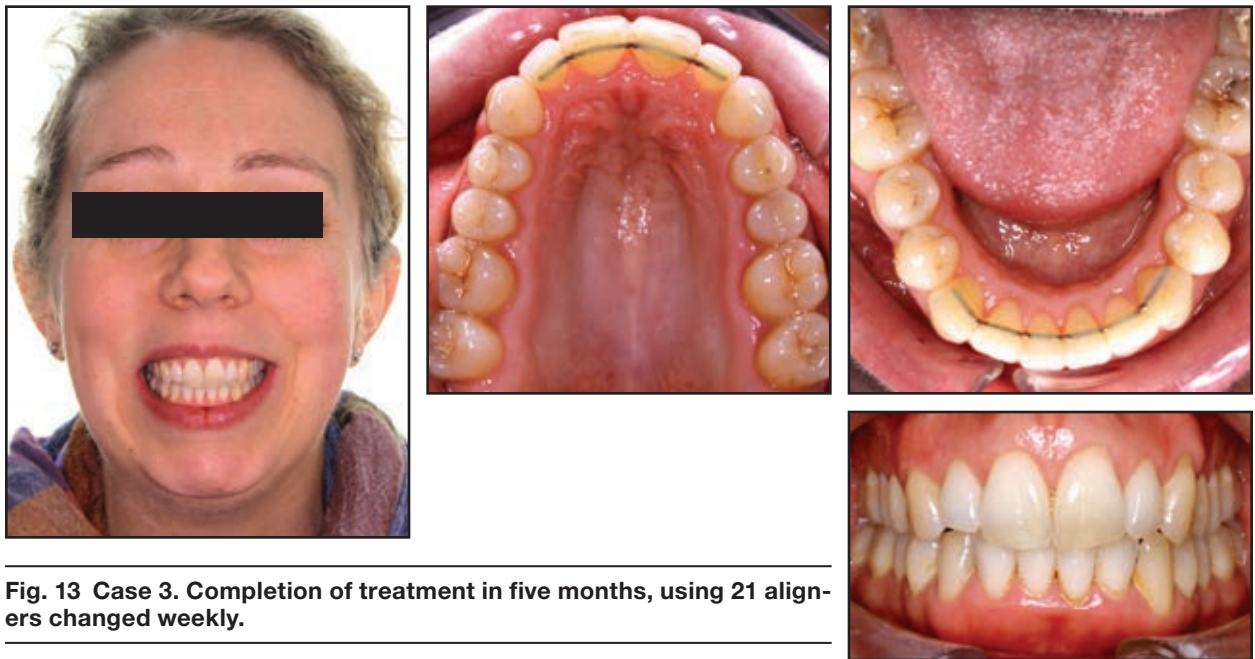 Fig. 13 Case 3. Completion of treatment in five months, using 21 align-
ers changed weekly.